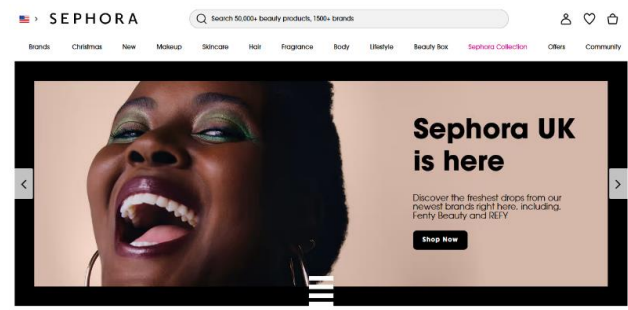 SEPHORA
Search 50,000+ beauty products, 1500+ brands
Brands Christmas New Makeup Skincare Hair Fragrance Body Lifestyle Beauty Box Sephora Collection Offers Community
Sephora UK
is here
Discover the freshest drops from our
newest brands right here, including,
Fenty Beauty and REFY
Shop Now